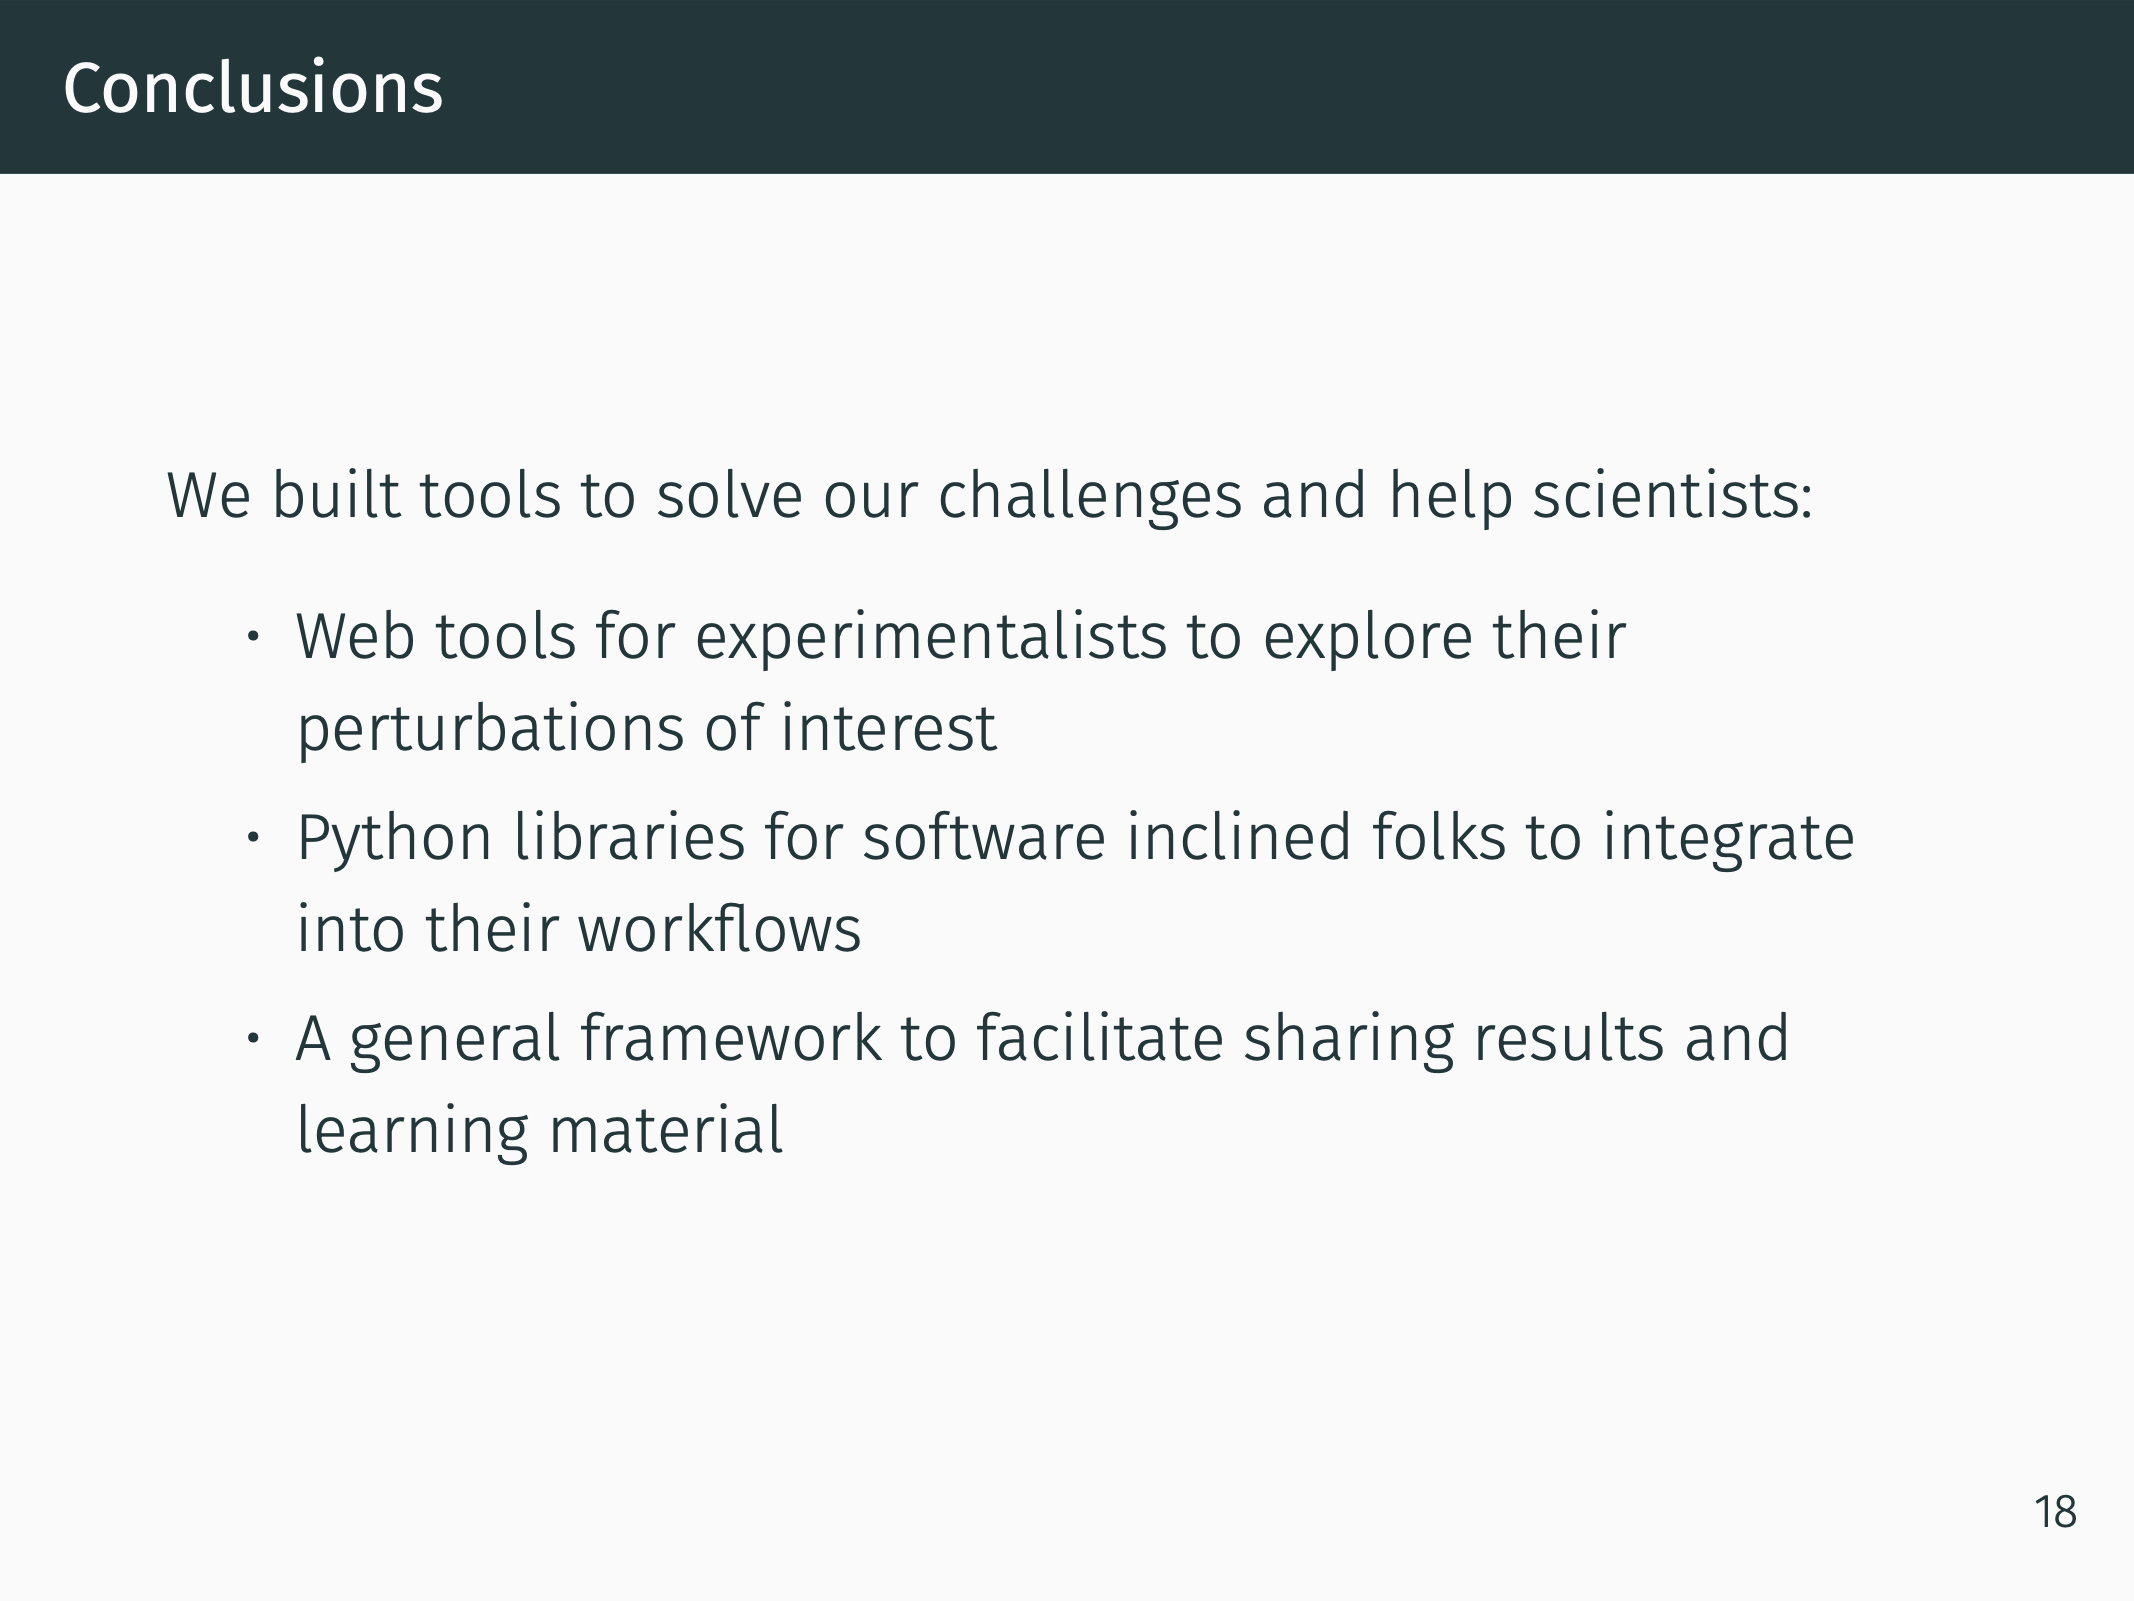 Conclusions
We built tools to solve our challenges and help scientists:
• Web tools for experimentalists to explore their
perturbations of interest
• Python libraries for software inclined folks to integrate
into their workflows
• A general framework to facilitate sharing results and
learning material
18